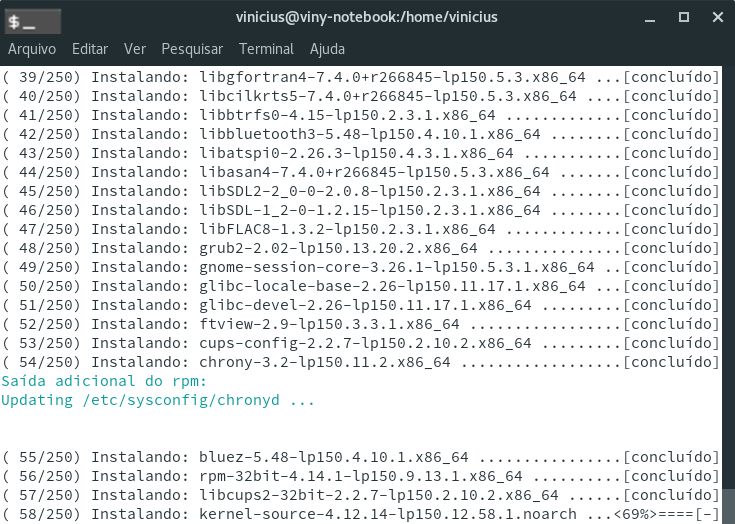 $_
vinicius@viny-notebook:/home/vinicius
Arquivo Editar Ver Pesquisar Terminal Ajuda
( 39/250) Instalando: libgfortran4-7.4.0+r266845-lp150.5.3.x86_64 ...[concluído]
( 40/250) Instalando: libcilkrts5-7.4.0+r266845-lp150.5.3.x86_64 ....[concluído]
( 41/250) Instalando: libbtrfs0-4.15-lp150.2.3.1.x86_64 .............[concluído]
( 42/250) Instalando: libbluetooth3-5.48-lp150.4.10.1.x86_64 ........[concluído]
( 43/250) Instalando: libatspi0-2.26.3-lp150.4.3.1.x86_64 ...........[concluído]
( 44/250) Instalando: libasan4-7.4.0+r266845-lp150.5.3.x86_64 .......[concluído]
( 45/250) Instalando: libSDL2-2_0-0-2.0.8-lp150.2.3.1.x86_64 ........[concluído]
( 46/250) Instalando: libSDL-1_2-0-1.2.15-lp150.2.3.1.x86_64 ........[concluído]
( 47/250) Instalando: libFLAC8-1.3.2-lp150.2.3.1.x86_64 .............[concluído]
( 48/250) Instalando: grub2-2.02-lp150.13.20.2.x86_64 ...............[concluído]
( 49/250) Instalando: gnome-session-core-3.26.1-lp150.5.3.1.x86_64 ..[concluído]
( 50/250) Instalando: glibc-locale-base-2.26-lp150.11.17.1.x86_64 ...[concluído]
( 51/250) Instalando: glibc-devel-2.26-lp150.11.17.1.x86_64 .........[concluído]
( 52/250) Instalando: ftview-2.9-lp150.3.3.1.x86_64 .................[concluído]
( 53/250) Instalando: cups-config-2.2.7-lp150.2.10.2.x86_64 .........[concluído]
( 54/250) Instalando: chrony-3.2-lp150.11.2.x86_64 ..................[concluído]
Saída adicional do rpm:
Updating /etc/sysconfig/chronyd ...
( 55/250) Instalando: bluez-5.48-lp150.4.10.1.x86_64 ................[concluído]
( 56/250) Instalando: rpm-32bit-4.14.1-lp150.9.13.1.x86_64 ..........[concluído]
( 57/250) Instalando: libcups2-32bit-2.2.7-lp150.2.10.2.x86_64 ......[concluído]
( 58/250) Instalando: kernel-source-4.12.14-lp150.12.58.1.noarch ...<69%>====[-]